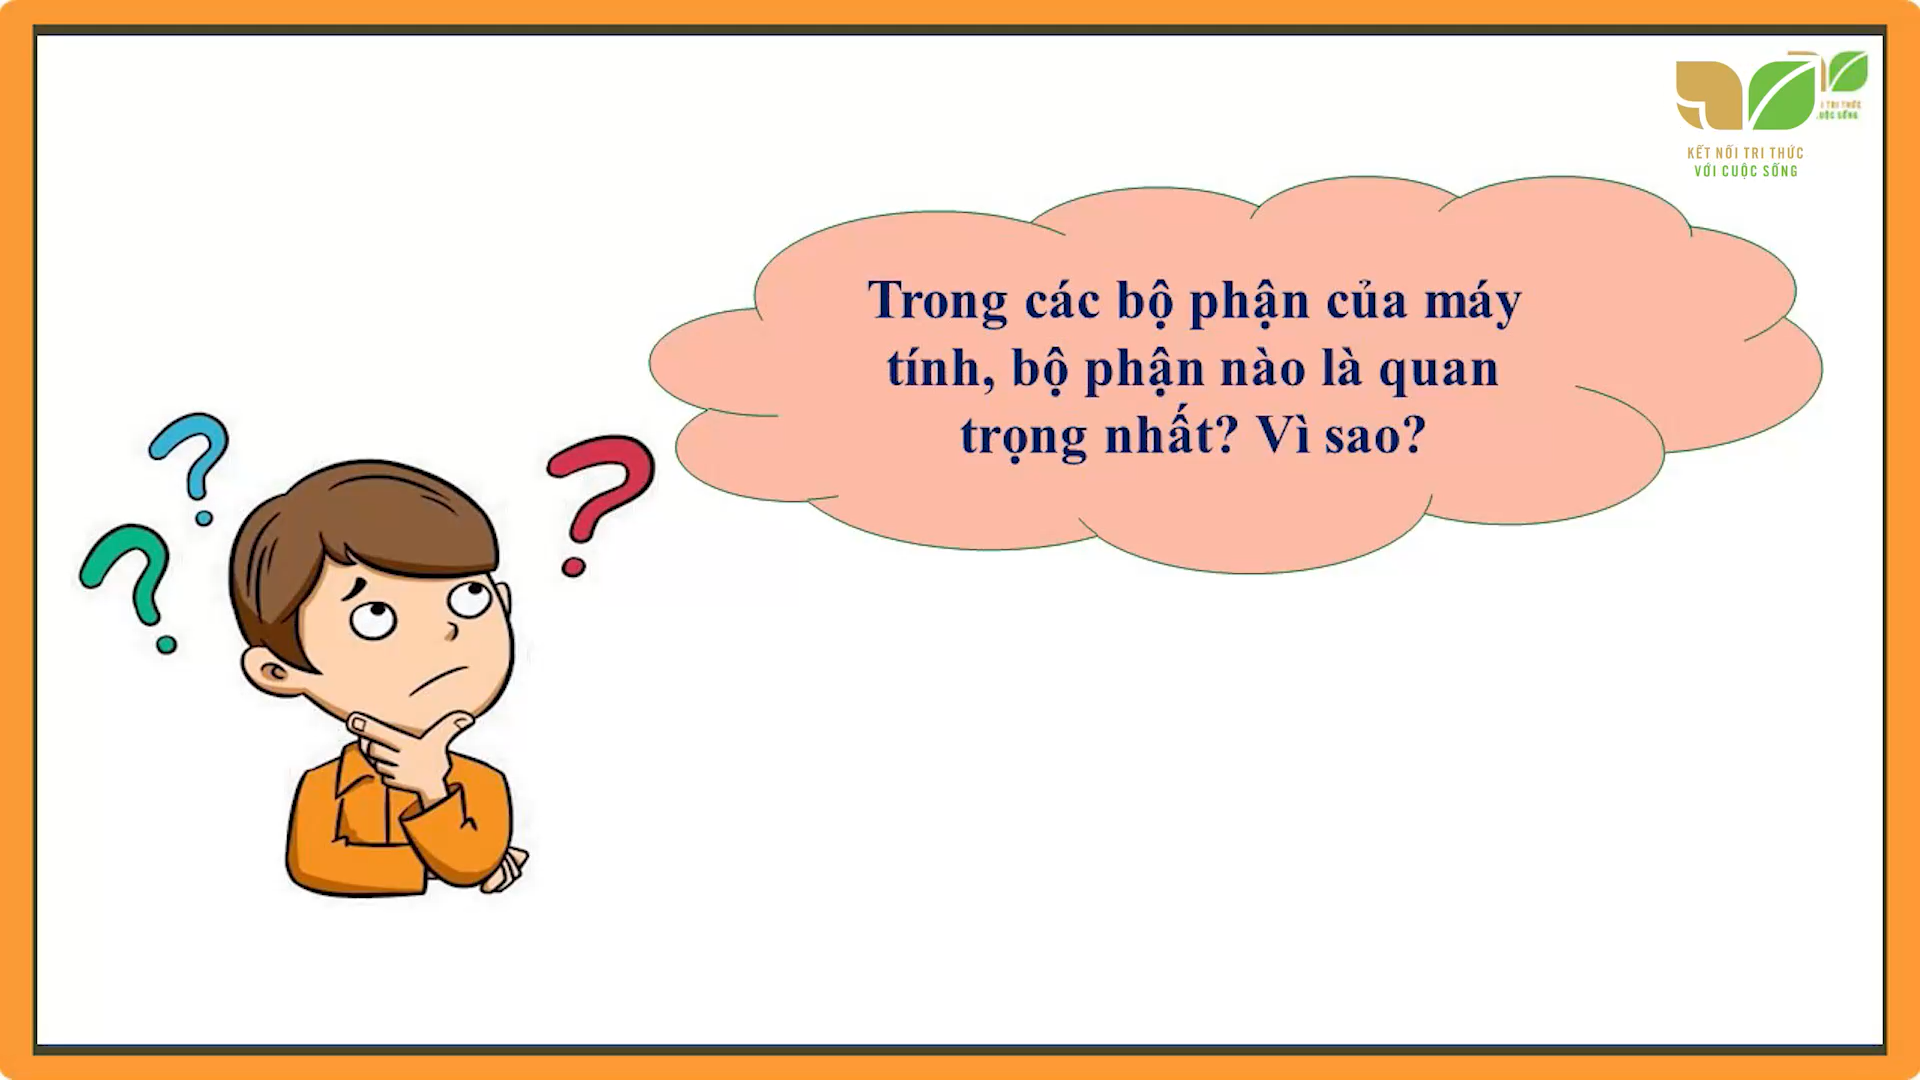 KẾT NỐI TRI THỨC
VỚI CUỘC SỐNG
Trong các bộ phận của máy
tính, bộ phận nào là quan
trọng nhất? Vì sao?